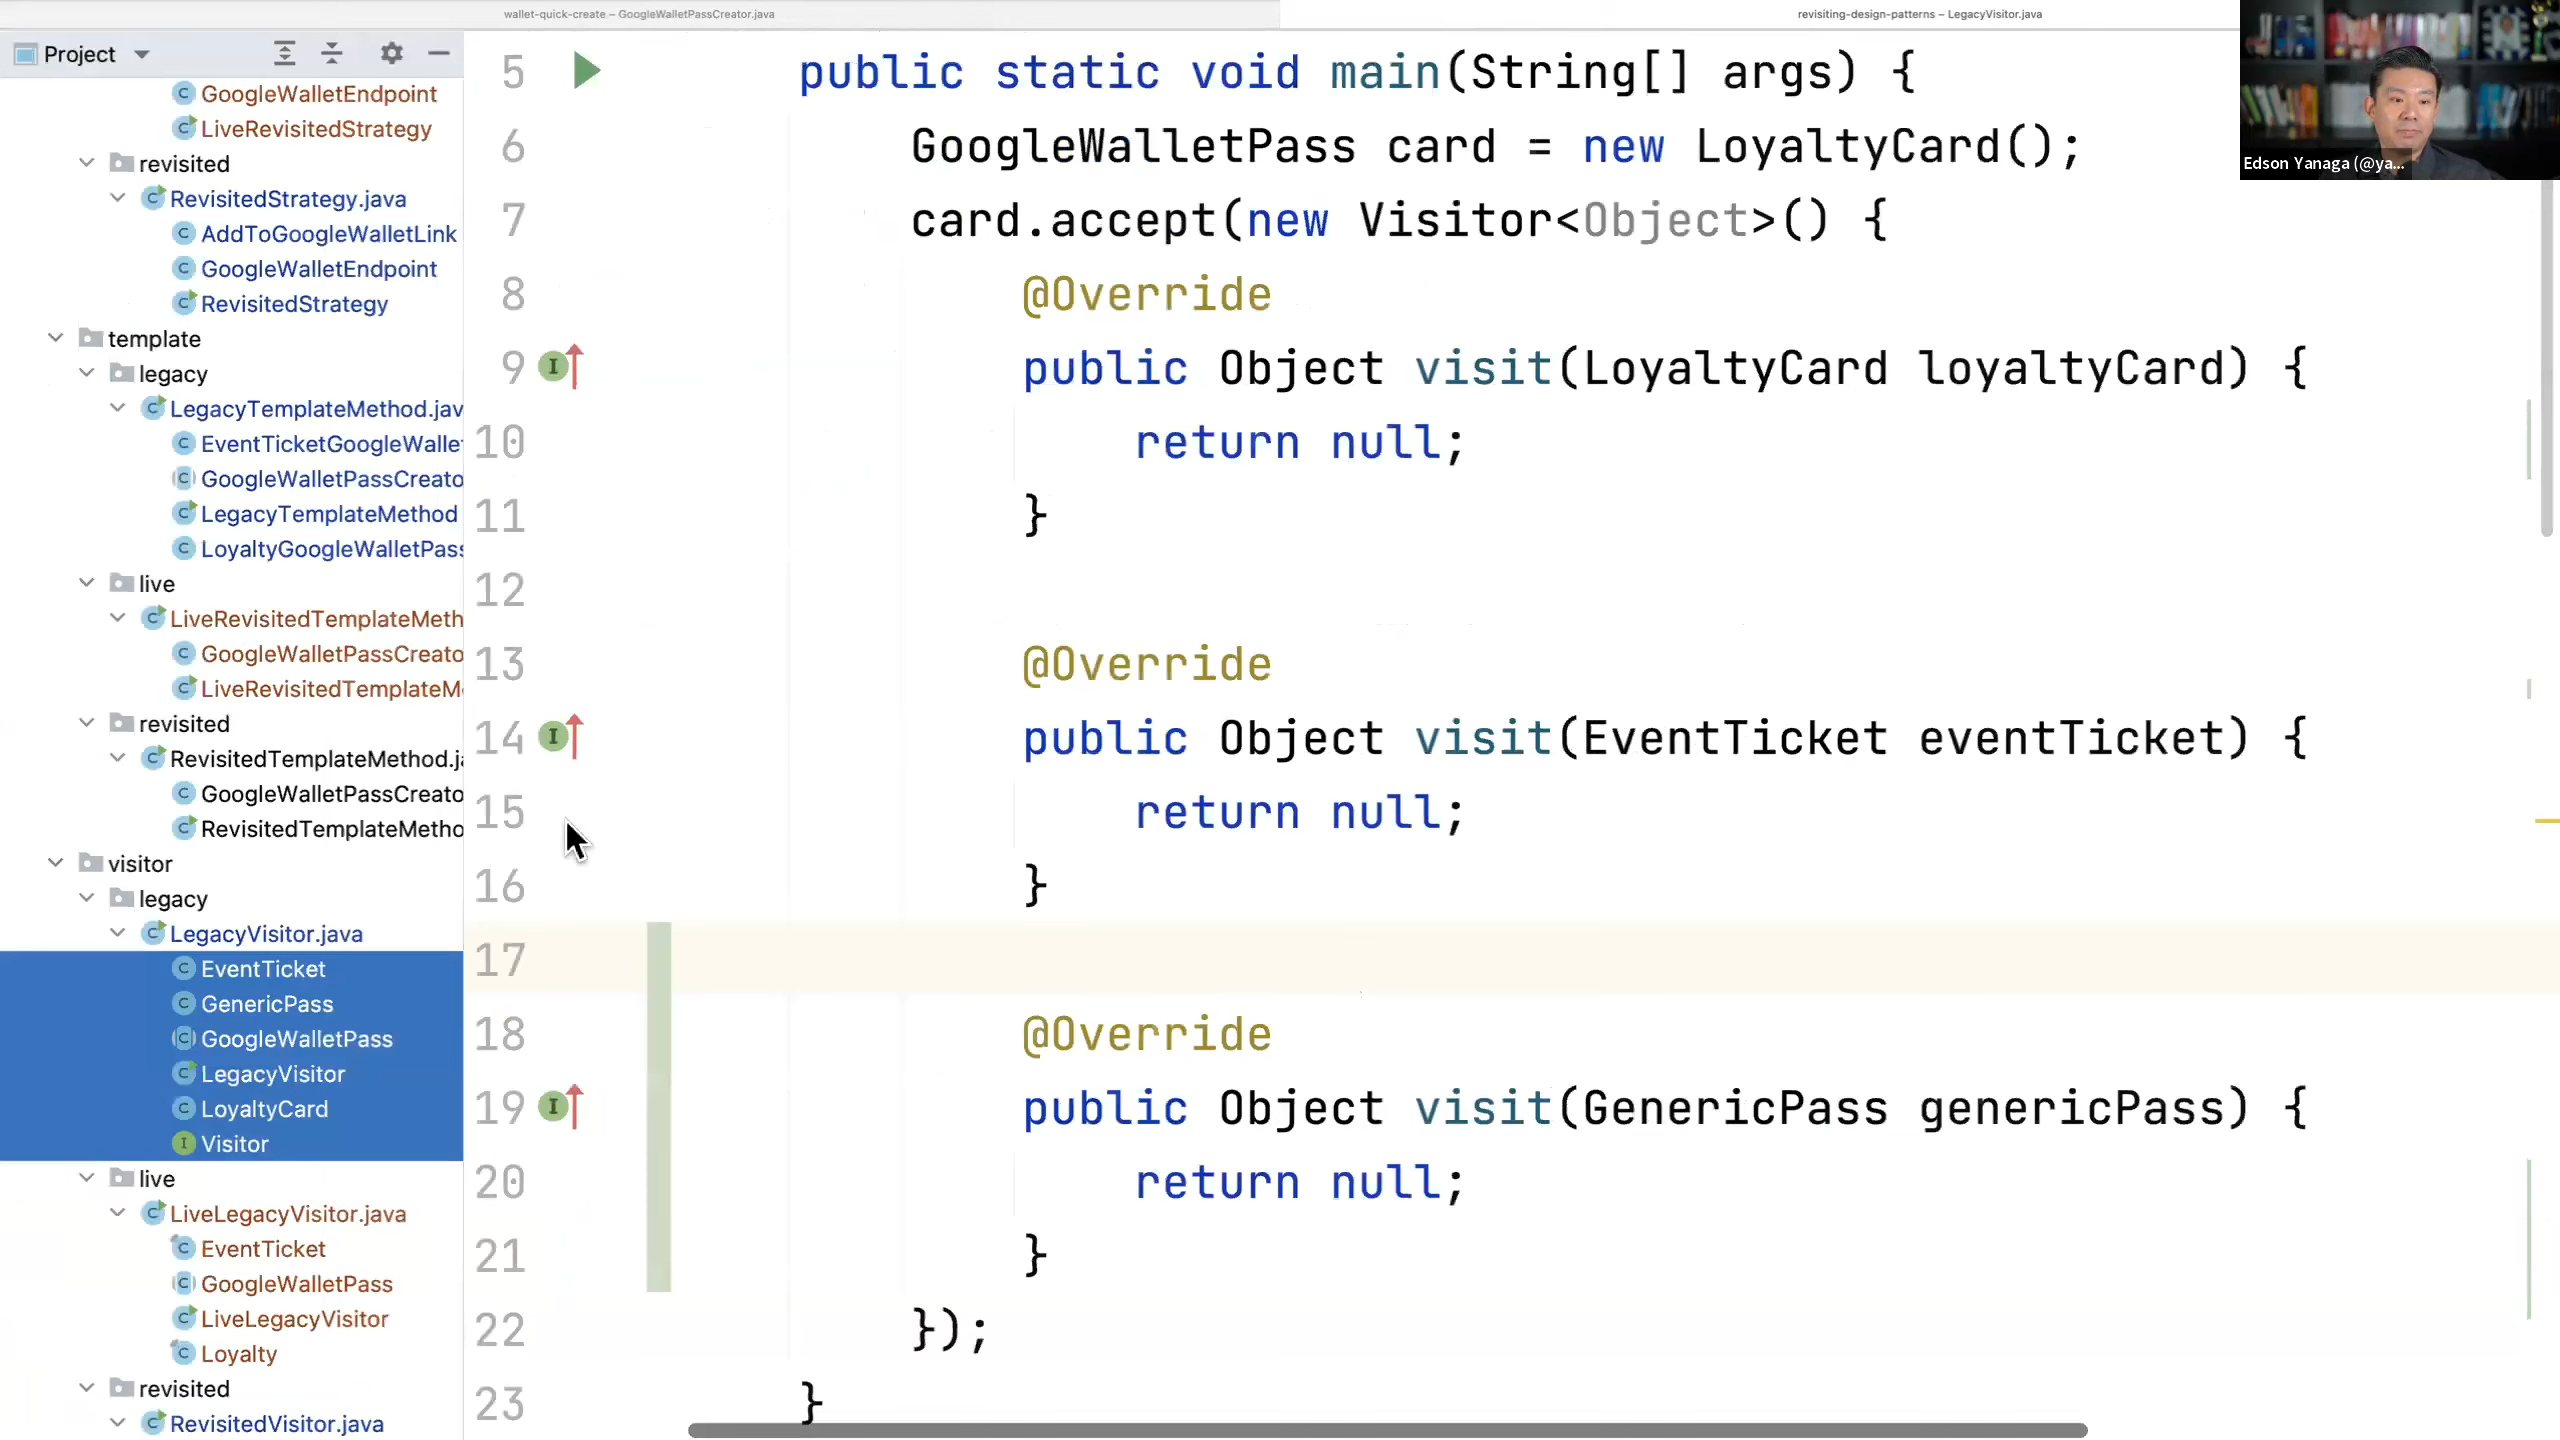 wallet-quick-create – GoogleWalletPassCreator.java
revisiting-design-patterns – LegacyVisitor.java
Project
GoogleWalletEndpoint
LiveRevisitedStrategy
revisited
RevisitedStrategy.java
AddToGoogleWalletLink
GoogleWalletEndpoint
RevisitedStrategy
template
legacy
LegacyTemplateMethod.jav
EventTicketGoogleWallet
GoogleWalletPassCreato
LegacyTemplateMethod
LoyaltyGoogleWalletPass
live
LiveRevisitedTemplateMeth
GoogleWalletPassCreato
LiveRevisitedTemplateMe
revisited
RevisitedTemplateMethod.ja
GoogleWalletPassCreato
RevisitedTemplateMetho
visitor
legacy
LegacyVisitor.java
EventTicket
GenericPass
GoogleWalletPass
LegacyVisitor
LoyaltyCard
Visitor
live
LiveLegacyVisitor.java
EventTicket
GoogleWalletPass
LiveLegacyVisitor
Loyalty
revisited
RevisitedVisitor.java
5 public static void main(String[] args) {
6 GoogleWalletPass card = new LoyaltyCard();
7 card.accept(new Visitor<Object>() {
8 @Override
9 public Object visit(LoyaltyCard loyaltyCard) {
10 return null;
11 }
12
13 @Override
14 public Object visit(EventTicket eventTicket) {
15 return null;
16 }
17
18 @Override
19 public Object visit(GenericPass genericPass) {
20 return null;
21 }
22 });
23 }
Edson Yanaga (@ya...